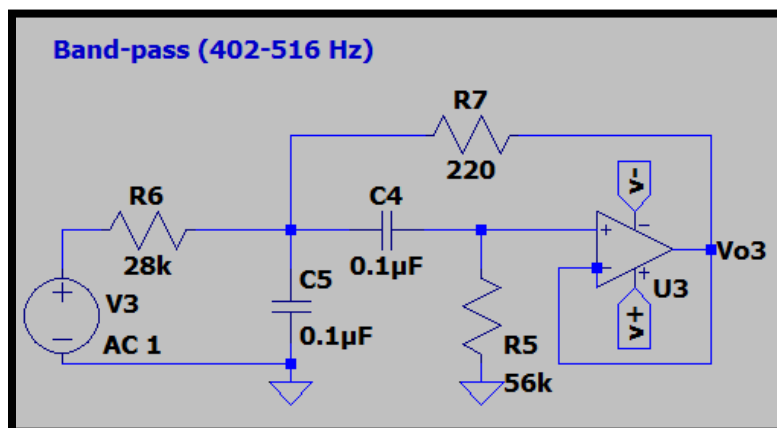 Band-pass (402-516 Hz)
R7
220
R6
28k
C4
0.1µF
V-
V3
AC 1
C5
0.1µF
R5
56k
U3
V+
Vo3